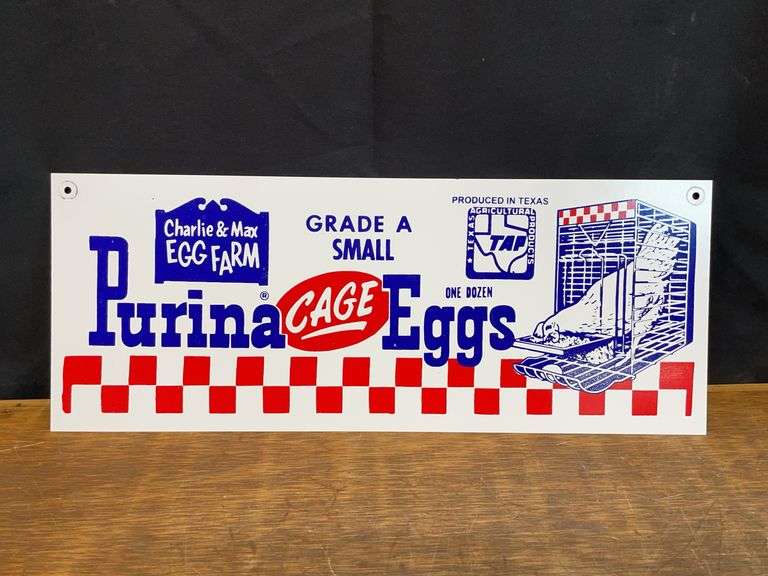 Charlie & Max
EGG FARM
GRADE A
SMALL
PRODUCED IN TEXAS
TEXAS AGRICULTURAL PRODUCTS
TAP
Purina® CAGE Eggs
ONE DOZEN